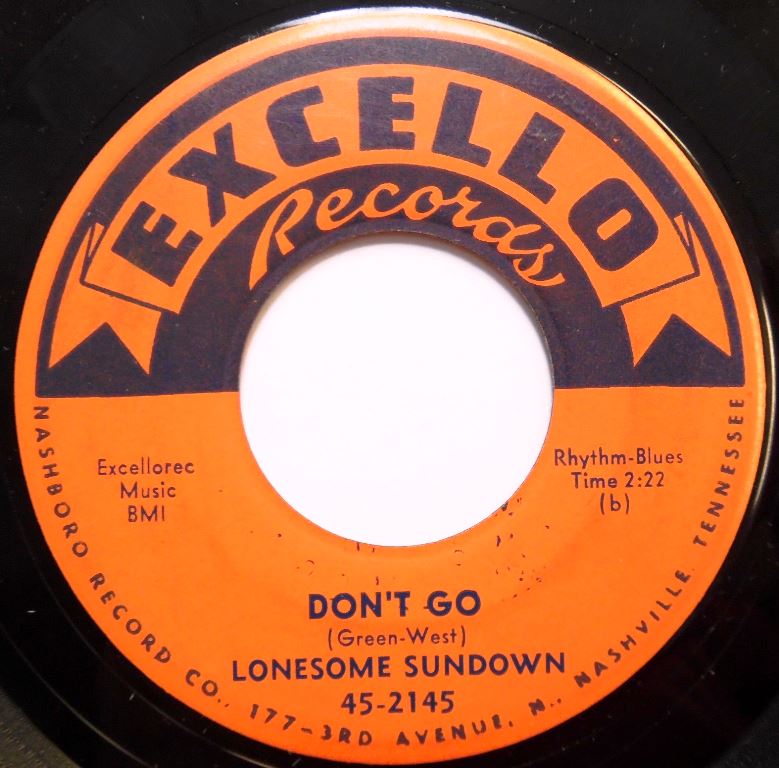 EXCELLO
Records
Excellorec
Music
BMI
Rhythm-Blues
Time 2:22
(b)
DON'T GO
(Green-West)
LONESOME SUNDOWN
45-2145
NASHBORO RECORD CO., 177-3RD AVENUE, N., NASHVILLE, TENNESSEE